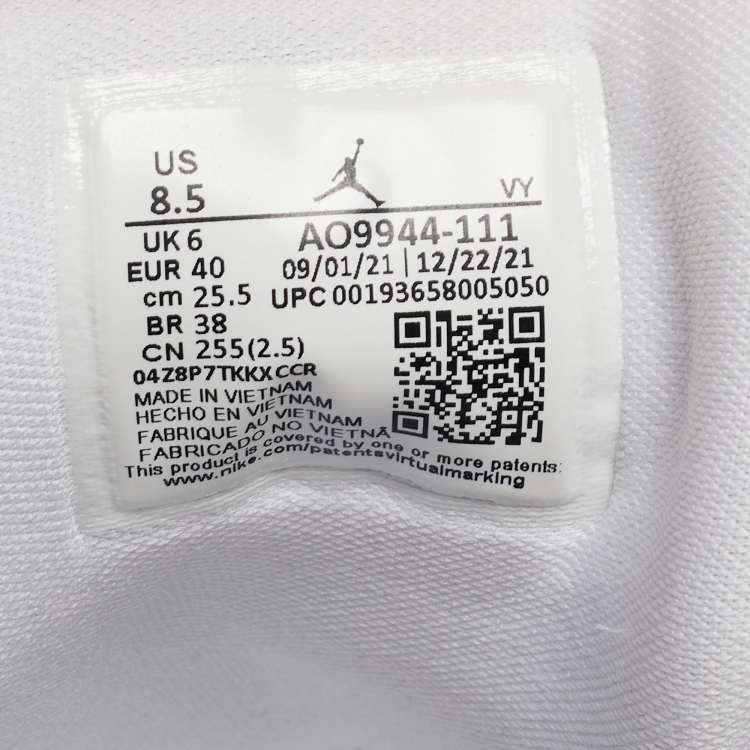 US
8.5
VY
UK 6
AO9944-111
EUR 40
09/01/21 | 12/22/21
cm 25.5
UPC 00193658005050
BR 38
CN 255(2.5)
04Z8P7TKKXCCR
MADE IN VIETNAM
HECHO EN VIETNAM
FABRIQUE AU VIETNAM
FABRICADO NO VIETNÃ
This product is covered by one or more patents:
www.nike.com/patentsvirtualmarking